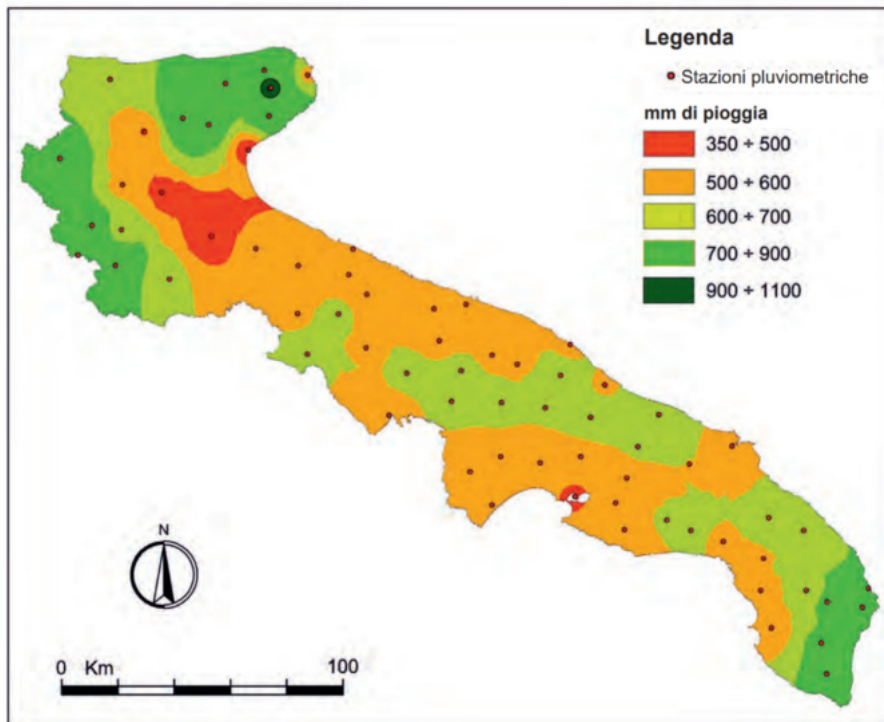 Legenda
Stazioni pluviometriche
mm di pioggia
350 ÷ 500
500 ÷ 600
600 ÷ 700
700 ÷ 900
900 ÷ 1100
N
0 Km 100